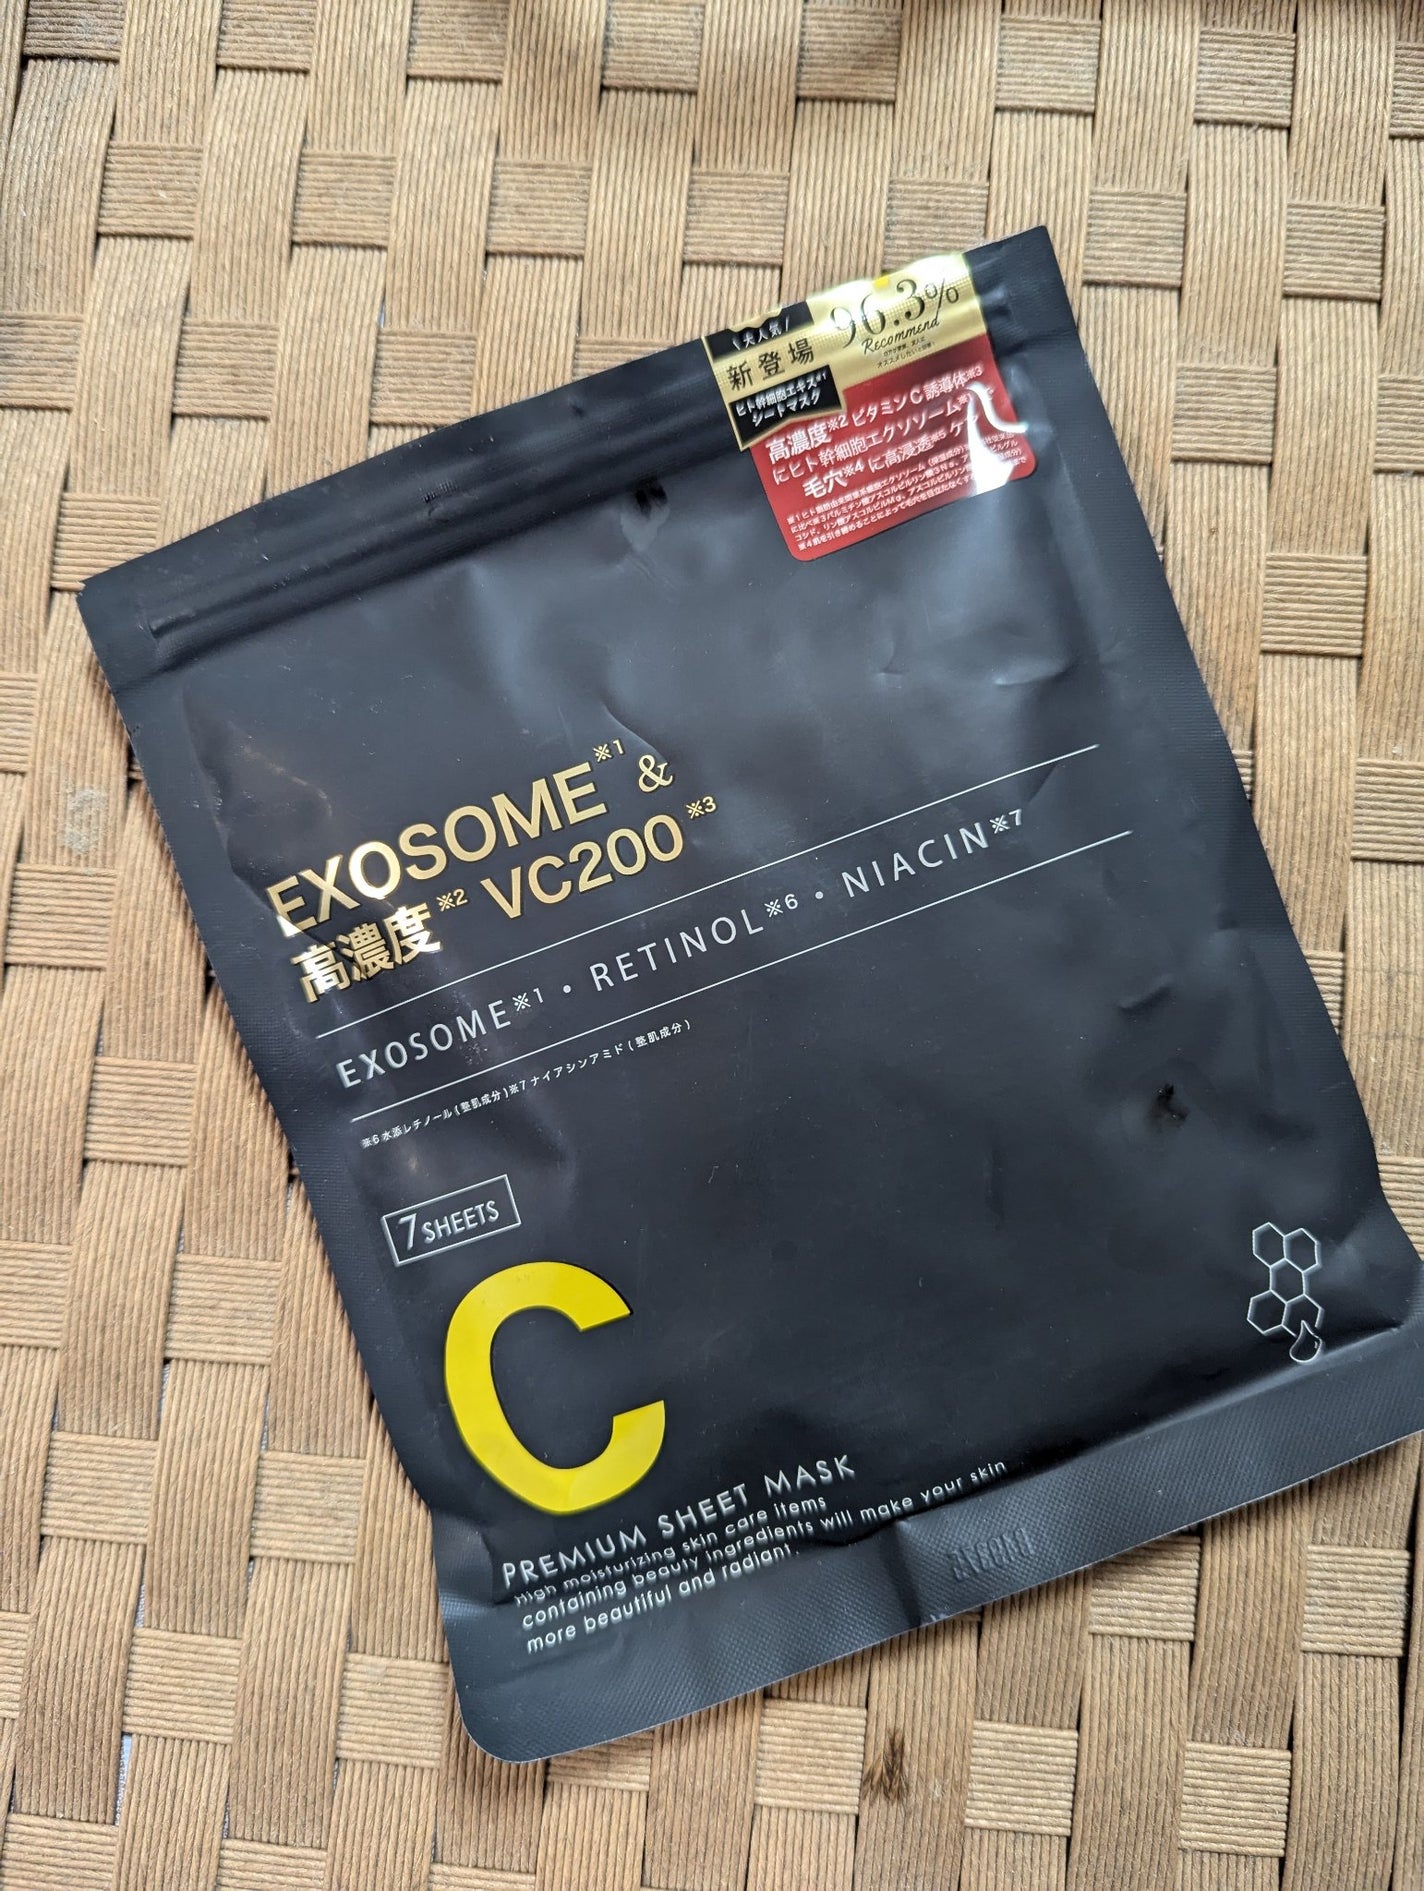 大人気
新登場
ヒト幹細胞エキス※1
シートマスク
96.3%
Recommend
高濃度※2ビタミンC誘導体※3
にヒト幹細胞エクソソーム
毛穴※4に高浸透※5ケア
EXOSOME※1 &
高濃度※2 VC200※3
EXOSOME※1・RETINOL※6・NIACIN※7
※6水添レチノール(整肌成分)※7ナイアシンアミド(整肌成分)
7SHEETS
C
PREMIUM SHEET MASK
High moisturizing skin care items
containing beauty ingredients will make your skin
more beautiful and radiant.